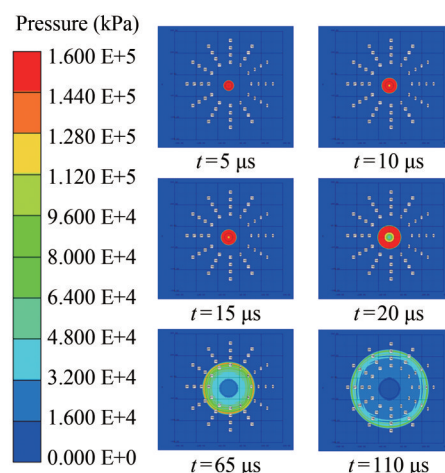 Pressure (kPa)
1.600 E+5
1.440 E+5
1.280 E+5
1.120 E+5
9.600 E+4
8.000 E+4
6.400 E+4
4.800 E+4
3.200 E+4
1.600 E+4
0.000 E+0
t=5 μs
t=10 μs
t=15 μs
t=20 μs
t=65 μs
t=110 μs